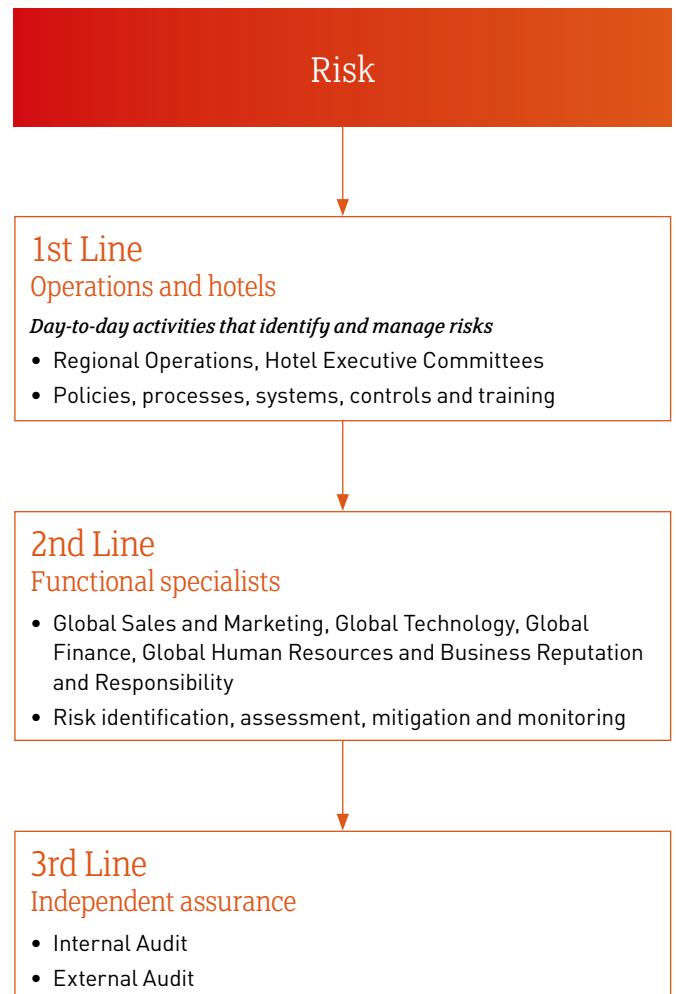 Risk
1st Line
Operations and hotels
Day-to-day activities that identify and manage risks
• Regional Operations, Hotel Executive Committees
• Policies, processes, systems, controls and training
2nd Line
Functional specialists
• Global Sales and Marketing, Global Technology, Global
Finance, Global Human Resources and Business Reputation
and Responsibility
• Risk identification, assessment, mitigation and monitoring
3rd Line
Independent assurance
• Internal Audit
• External Audit